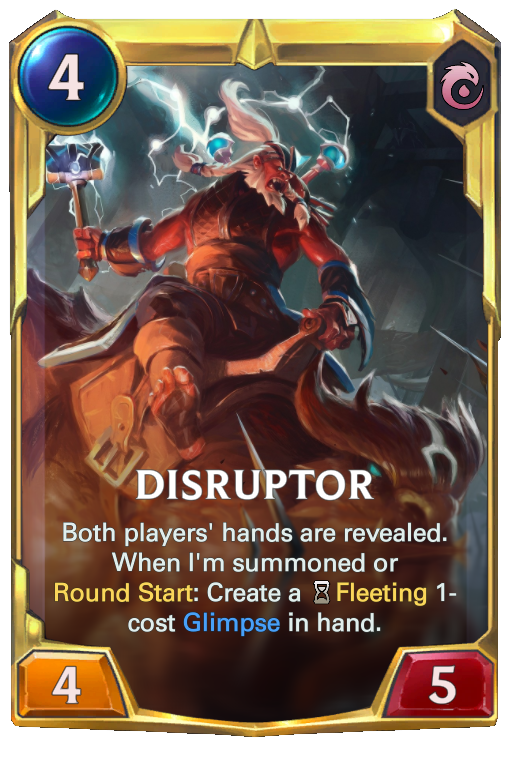 4
DISRUPTOR
Both players' hands are revealed.
When I'm summoned or
Round Start: Create a Fleeting 1-
cost Glimpse in hand.
4 5